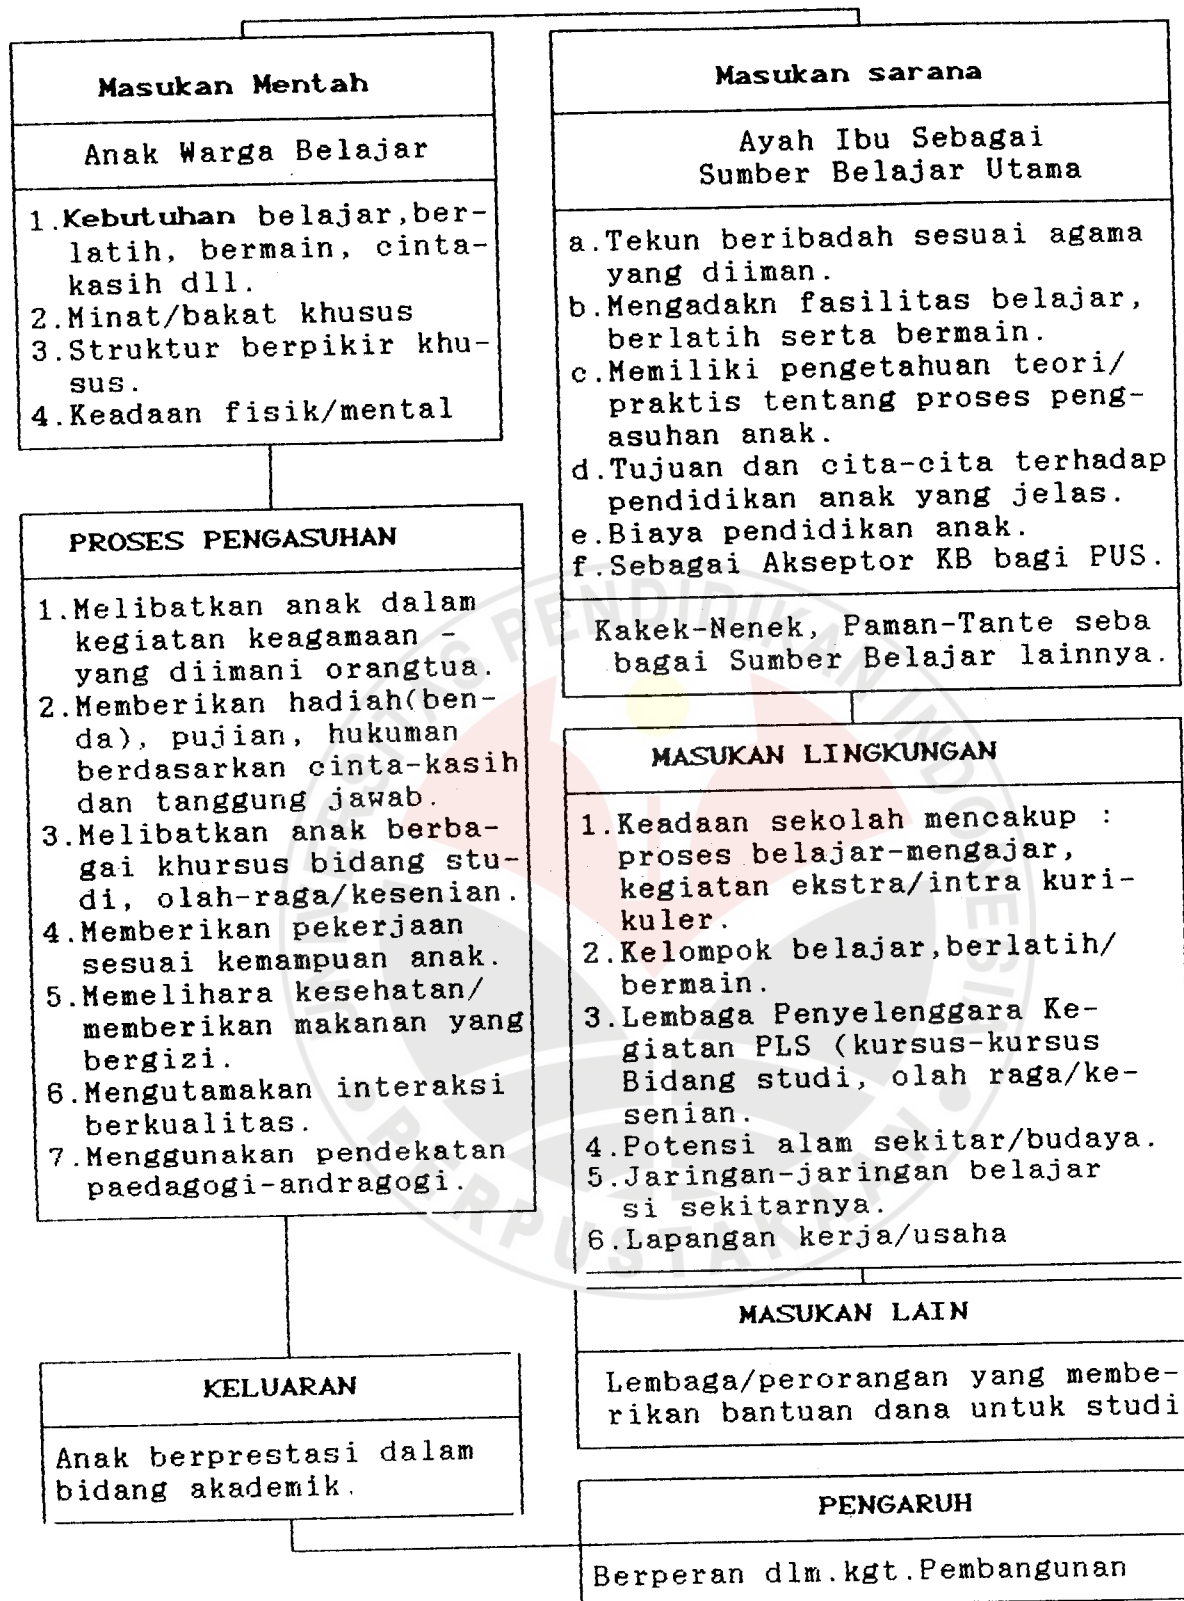 Masukan Mentah
Anak Warga Belajar
1.Kebutuhan belajar,ber-
latih, bermain, cinta-
kasih dll.
2.Minat/bakat khusus
3.Struktur berpikir khu-
sus.
4.Keadaan fisik/mental
PROSES PENGASUHAN
1.Melibatkan anak dalam
kegiatan keagamaan -
yang diimani orangtua.
2.Memberikan hadiah(ben-
da), pujian, hukuman
berdasarkan cinta-kasih
dan tanggung jawab.
3.Melibatkan anak berba-
gai khursus bidang stu-
di, olah-raga/kesenian.
4.Memberikan pekerjaan
sesuai kemampuan anak.
5.Memelihara kesehatan/
memberikan makanan yang
bergizi.
6.Mengutamakan interaksi
berkualitas.
7.Menggunakan pendekatan
paedagogi-andragogi.
KELUARAN
Anak berprestasi dalam
bidang akademik.
Masukan sarana
Ayah Ibu Sebagai
Sumber Belajar Utama
a.Tekun beribadah sesuai agama
yang diiman.
b.Mengadakn fasilitas belajar,
berlatih serta bermain.
c.Memiliki pengetahuan teori/
praktis tentang proses peng-
asuhan anak.
d.Tujuan dan cita-cita terhadap
pendidikan anak yang jelas.
e.Biaya pendidikan anak.
f.Sebagai Akseptor KB bagi PUS.
Kakek-Nenek, Paman-Tante seba
bagai Sumber Belajar lainnya.
MASUKAN LINGKUNGAN
1.Keadaan sekolah mencakup :
proses belajar-mengajar,
kegiatan ekstra/intra kuri-
kuler.
2.Kelompok belajar,berlatih/
bermain.
3.Lembaga Penyelenggara Ke-
giatan PLS (kursus-kursus
Bidang studi, olah raga/ke-
senian.
4.Potensi alam sekitar/budaya.
5.Jaringan-jaringan belajar
si sekitarnya.
6.Lapangan kerja/usaha
MASUKAN LAIN
Lembaga/perorangan yang membe-
rikan bantuan dana untuk studi
PENGARUH
Berperan dlm.kgt.Pembangunan
UNIVERSITAS PENDIDIKAN INDONESIA
PERPUSTAKAAN